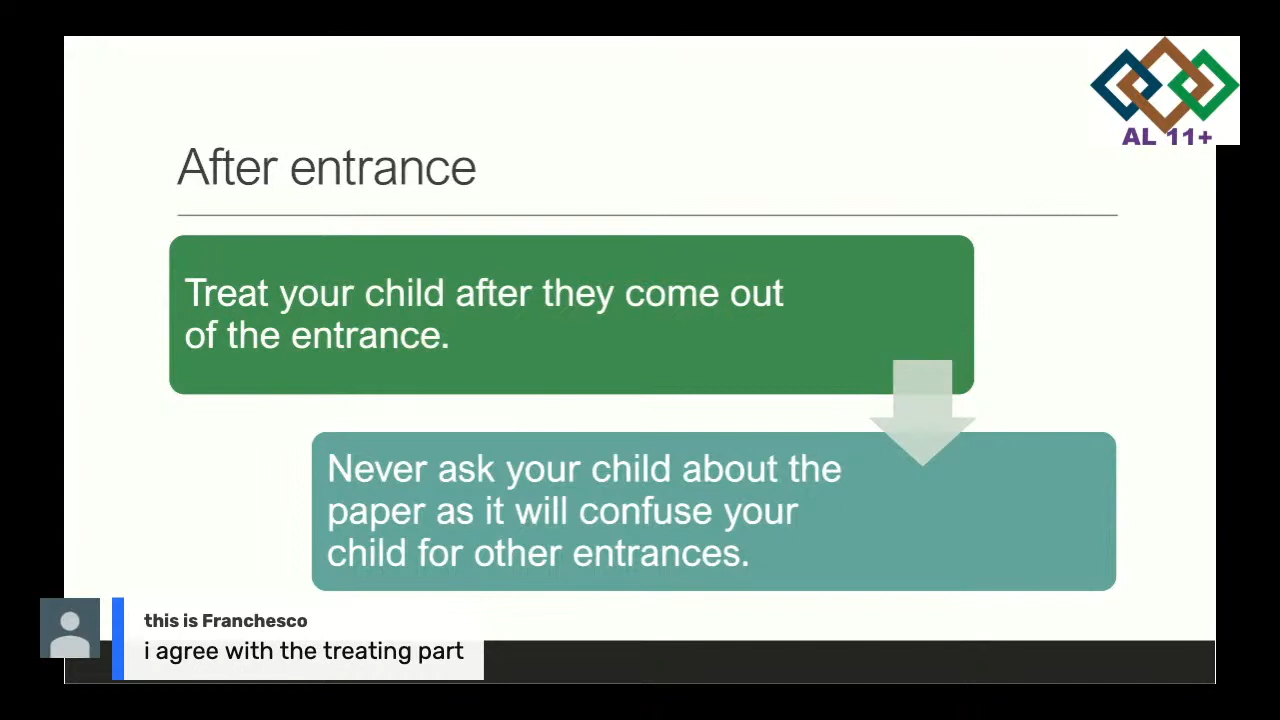 AL 11+
After entrance
Treat your child after they come out
of the entrance.
Never ask your child about the
paper as it will confuse your
child for other entrances.
this is Franchesco
i agree with the treating part